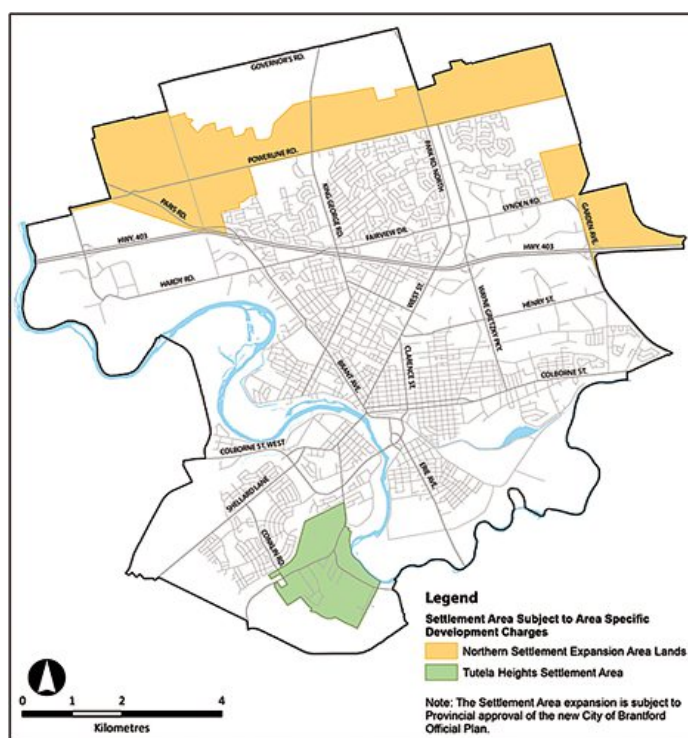 GOVERNOR'S RD.
POWERLINE RD.
PARK RD. NORTH
PARIS RD.
KING GEORGE RD.
LYNDEN RD.
GARDEN AVE.
HWY. 403
FAIRVIEW DR.
HWY. 403
HARDY RD.
WEST ST.
WAYNE GRETZKY PKY.
HENRY ST.
BRANT AVE.
CLARENCE ST.
COLBORNE ST.
COLBORNE ST. WEST
ERIE AVE.
SHELLARD LANE
CONKLIN RD.
Legend
Settlement Area Subject to Area Specific
Development Charges
Northern Settlement Expansion Area Lands
Tutela Heights Settlement Area
Note: The Settlement Area expansion is subject to
Provincial approval of the new City of Brantford
Official Plan.
0 1 2 4
Kilometres